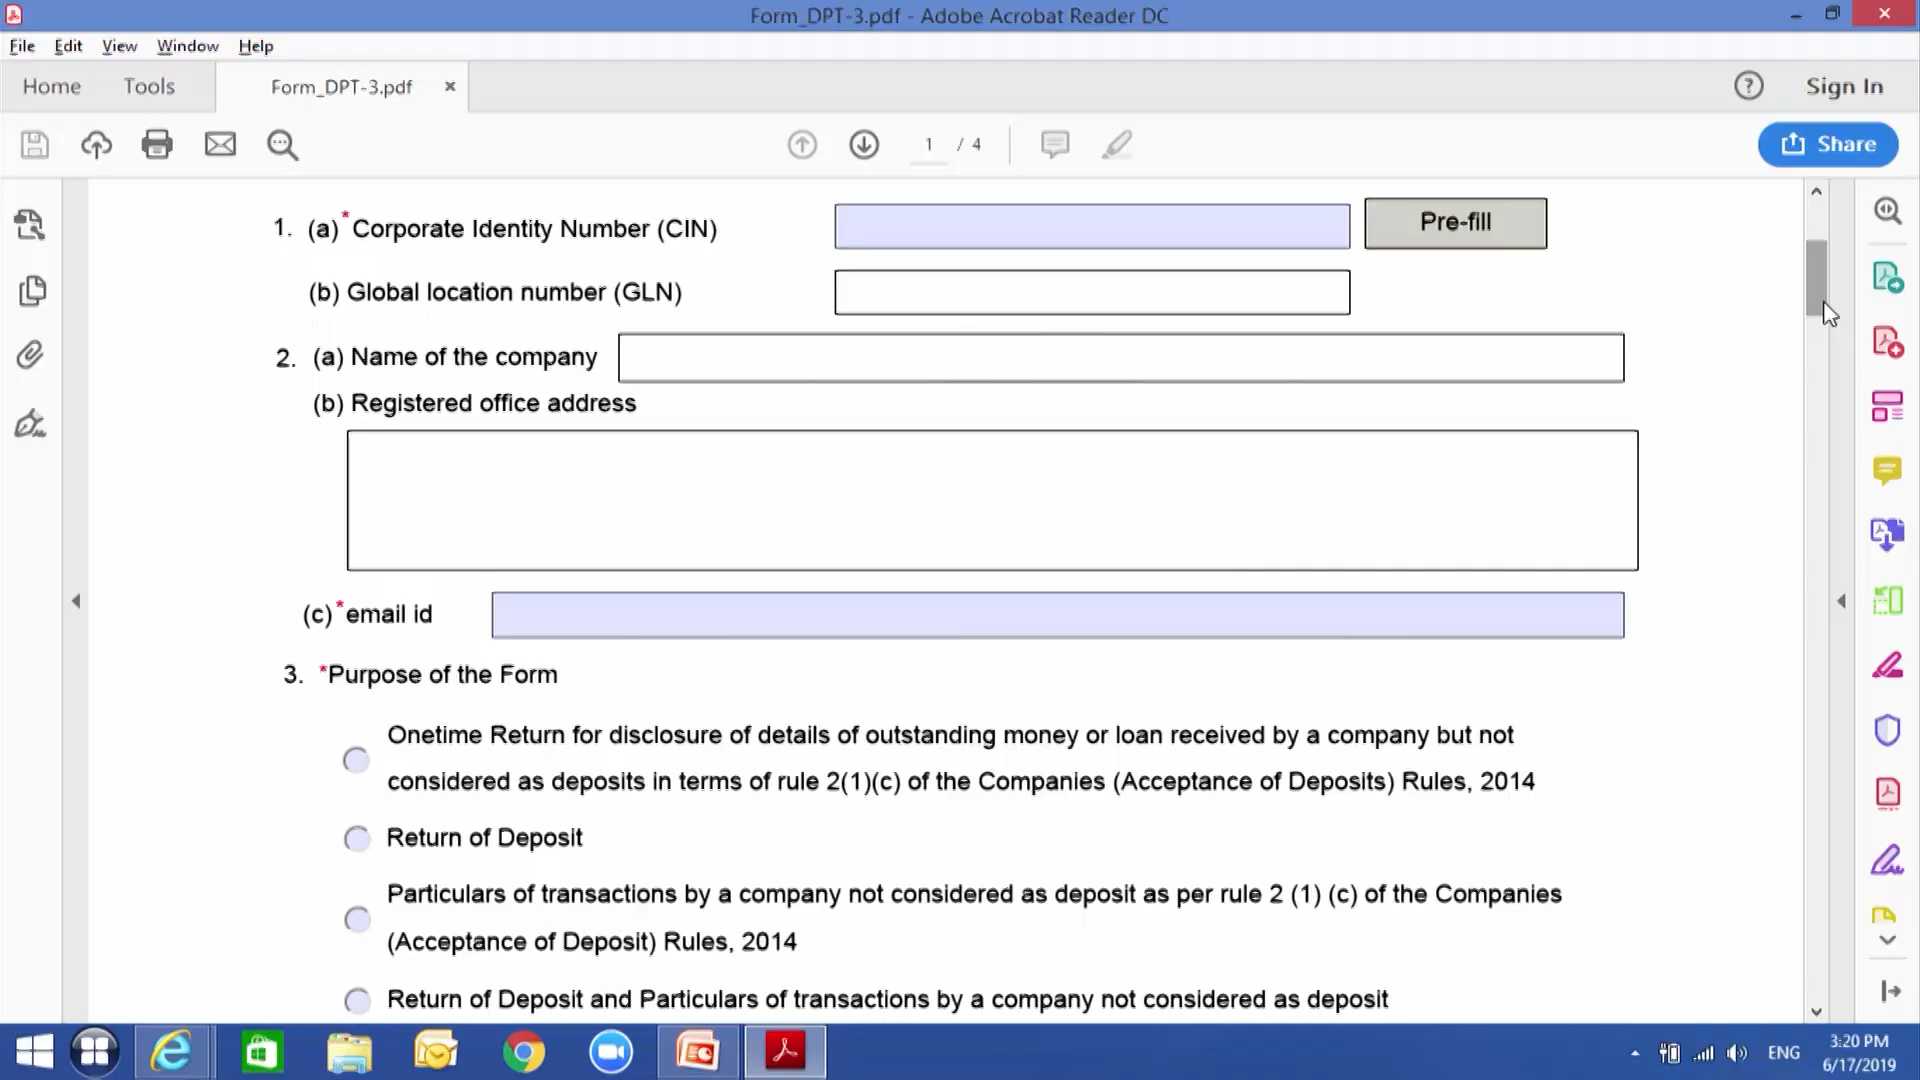 Form_DPT-3.pdf - Adobe Acrobat Reader DC
File Edit View Window Help
Home Tools Form_DPT-3.pdf × ? Sign In
1 / 4 Share
1. (a) *Corporate Identity Number (CIN) Pre-fill
(b) Global location number (GLN)
2. (a) Name of the company
(b) Registered office address
(c) *email id
3. *Purpose of the Form
Onetime Return for disclosure of details of outstanding money or loan received by a company but not
considered as deposits in terms of rule 2(1)(c) of the Companies (Acceptance of Deposits) Rules, 2014
Return of Deposit
Particulars of transactions by a company not considered as deposit as per rule 2 (1) (c) of the Companies
(Acceptance of Deposit) Rules, 2014
Return of Deposit and Particulars of transactions by a company not considered as deposit
ENG 3:20 PM
6/17/2019